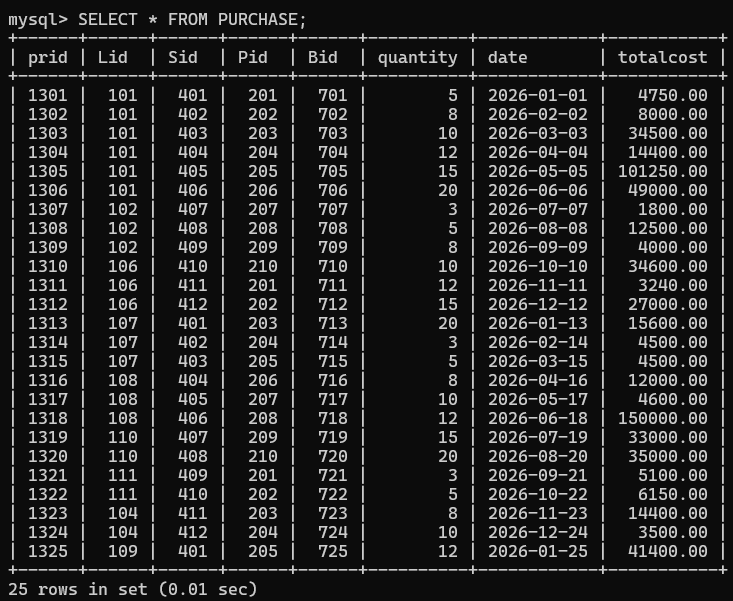 mysql> SELECT * FROM PURCHASE;
+------+-----+-----+-----+-----+----------+------------+-----------+
| prid | Lid | Sid | Pid | Bid | quantity | date       | totalcost |
+------+-----+-----+-----+-----+----------+------------+-----------+
| 1301 | 101 | 401 | 201 | 701 |        5 | 2026-01-01 |   4750.00 |
| 1302 | 101 | 402 | 202 | 702 |        8 | 2026-02-02 |   8000.00 |
| 1303 | 101 | 403 | 203 | 703 |       10 | 2026-03-03 |  34500.00 |
| 1304 | 101 | 404 | 204 | 704 |       12 | 2026-04-04 |  14400.00 |
| 1305 | 101 | 405 | 205 | 705 |       15 | 2026-05-05 | 101250.00 |
| 1306 | 101 | 406 | 206 | 706 |       20 | 2026-06-06 |  49000.00 |
| 1307 | 102 | 407 | 207 | 707 |        3 | 2026-07-07 |   1800.00 |
| 1308 | 102 | 408 | 208 | 708 |        5 | 2026-08-08 |  12500.00 |
| 1309 | 102 | 409 | 209 | 709 |        8 | 2026-09-09 |   4000.00 |
| 1310 | 106 | 410 | 210 | 710 |       10 | 2026-10-10 |  34600.00 |
| 1311 | 106 | 411 | 201 | 711 |       12 | 2026-11-11 |   3240.00 |
| 1312 | 106 | 412 | 202 | 712 |       15 | 2026-12-12 |  27000.00 |
| 1313 | 107 | 401 | 203 | 713 |       20 | 2026-01-13 |  15600.00 |
| 1314 | 107 | 402 | 204 | 714 |        3 | 2026-02-14 |   4500.00 |
| 1315 | 107 | 403 | 205 | 715 |        5 | 2026-03-15 |   4500.00 |
| 1316 | 108 | 404 | 206 | 716 |        8 | 2026-04-16 |  12000.00 |
| 1317 | 108 | 405 | 207 | 717 |       10 | 2026-05-17 |   4600.00 |
| 1318 | 108 | 406 | 208 | 718 |       12 | 2026-06-18 | 150000.00 |
| 1319 | 110 | 407 | 209 | 719 |       15 | 2026-07-19 |  33000.00 |
| 1320 | 110 | 408 | 210 | 720 |       20 | 2026-08-20 |  35000.00 |
| 1321 | 111 | 409 | 201 | 721 |        3 | 2026-09-21 |   5100.00 |
| 1322 | 111 | 410 | 202 | 722 |        5 | 2026-10-22 |   6150.00 |
| 1323 | 104 | 411 | 203 | 723 |        8 | 2026-11-23 |  14400.00 |
| 1324 | 104 | 412 | 204 | 724 |       10 | 2026-12-24 |   3500.00 |
| 1325 | 109 | 401 | 205 | 725 |       12 | 2026-01-25 |  41400.00 |
+------+-----+-----+-----+-----+----------+------------+-----------+
25 rows in set (0.01 sec)